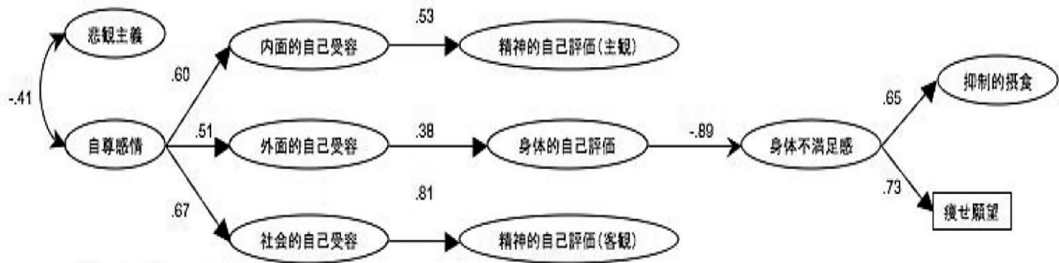 悲観主義
-.41
自尊感情
.60
.51
.67
内面的自己受容
.53
精神的自己評価(主観)
外面的自己受容
.38
身体的自己評価
-.89
身体不満足感
.65
抑制的摂食
.73
痩せ願望
社会的自己受容
.81
精神的自己評価(客観)